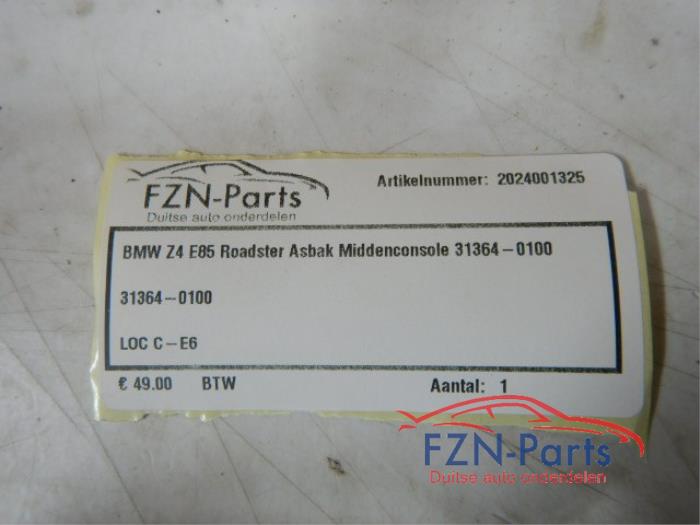 FZN-Parts
Duitse auto onderdelen
Artikelnummer: 2024001325
BMW Z4 E85 Roadster Asbak Middenconsole 31364-0100
31364-0100
LOC C-E6
€ 49.00 BTW Aantal: 1
FZN-Parts
Duitse auto onderdelen